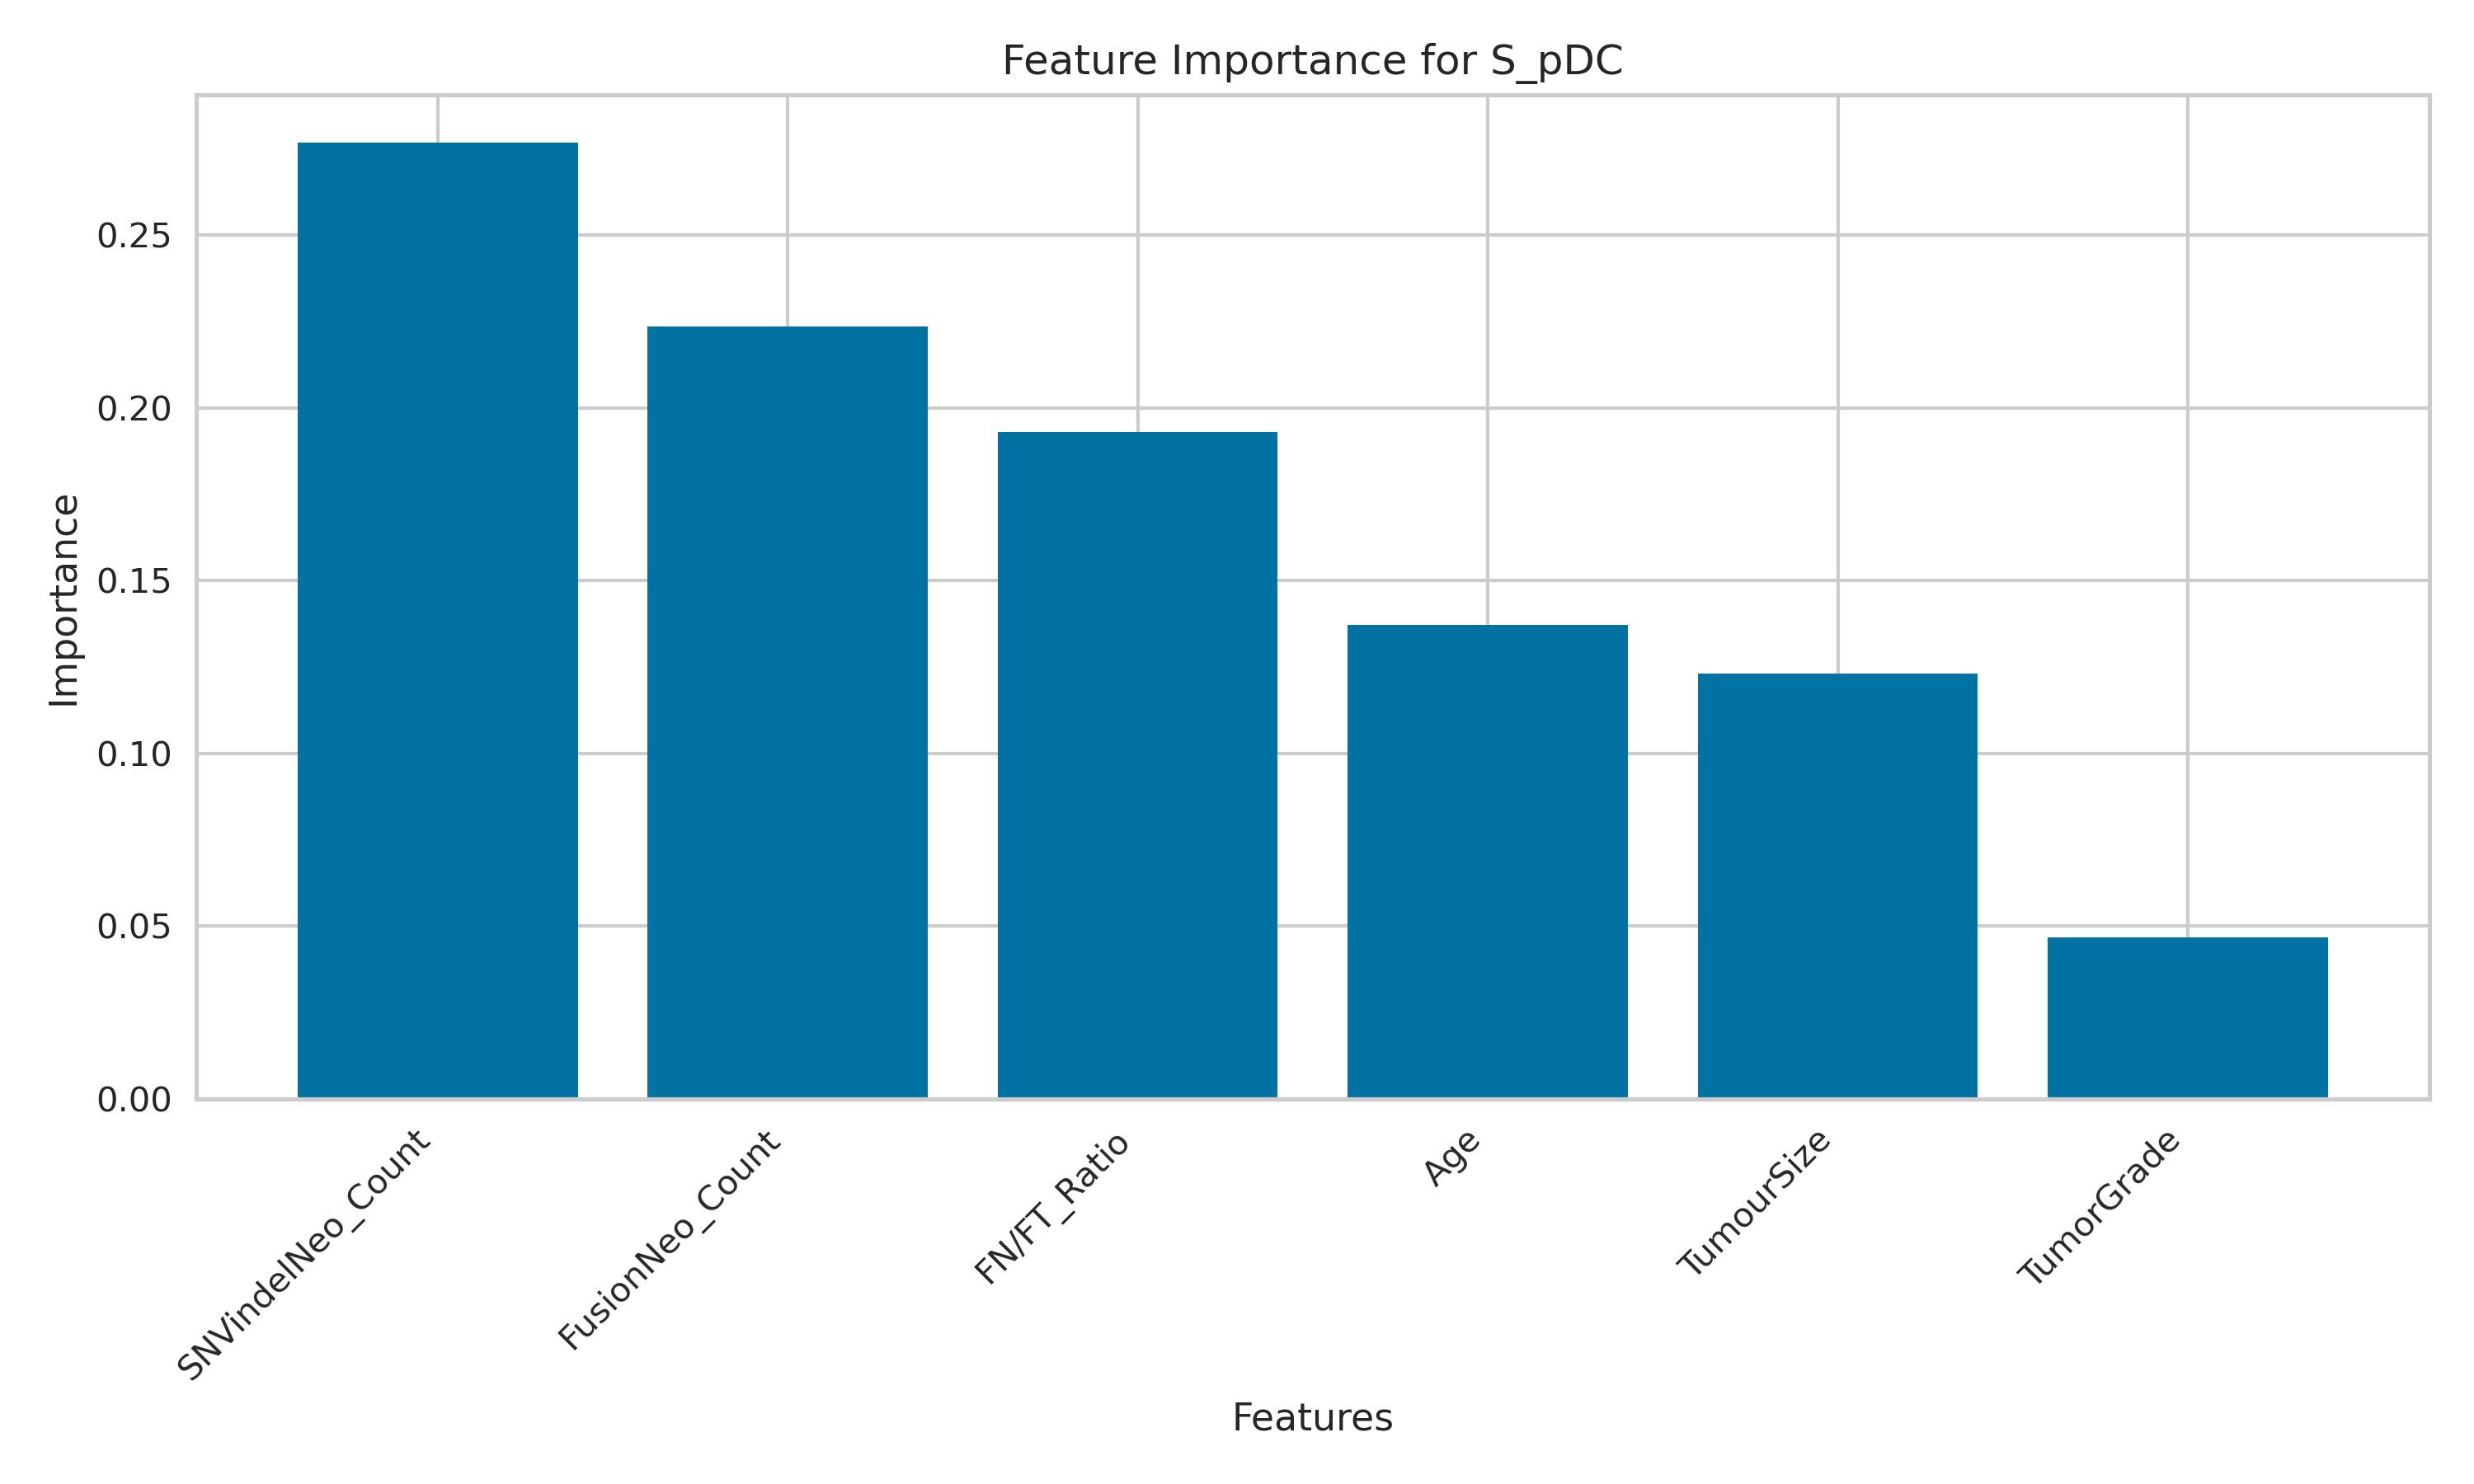 Feature Importance for S_pDC
Importance
0.25
0.20
0.15
0.10
0.05
0.00
SNVindelNeo_Count
FusionNeo_Count
FN/FT_Ratio
Age
TumourSize
TumorGrade
Features